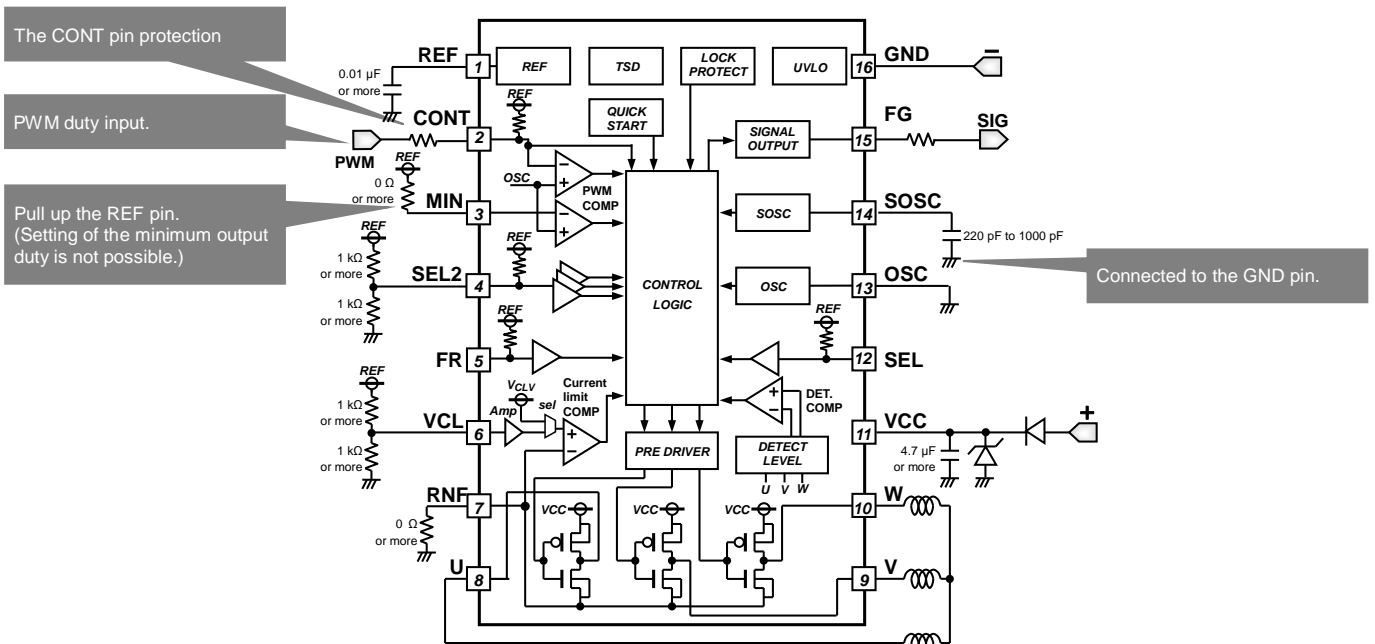 The CONT pin protection
PWM duty input.
Pull up the REF pin.
(Setting of the minimum output
duty is not possible.)
Connected to the GND pin.
REF
1
0.01 µF
or more
CONT
2
PWM
REF
0 Ω
or more
MIN
3
REF
1 kΩ
or more
SEL2
4
1 kΩ
or more
FR
5
REF
1 kΩ
or more
VCL
6
1 kΩ
or more
RNF
7
0 Ω
or more
U
8
REF
TSD
LOCK
PROTECT
UVLO
REF
QUICK
START
SIGNAL
OUTPUT
OSC
PWM
COMP
SOSC
REF
CONTROL
LOGIC
OSC
REF
REF
VCLV
Amp
sel
Current
limit
COMP
DET.
COMP
PRE DRIVER
DETECT
LEVEL
U V W
VCC
VCC
VCC
16
GND
–
15
FG
SIG
14
SOSC
220 pF to 1000 pF
13
OSC
12
SEL
11
VCC
+
4.7 µF
or more
10
W
9
V